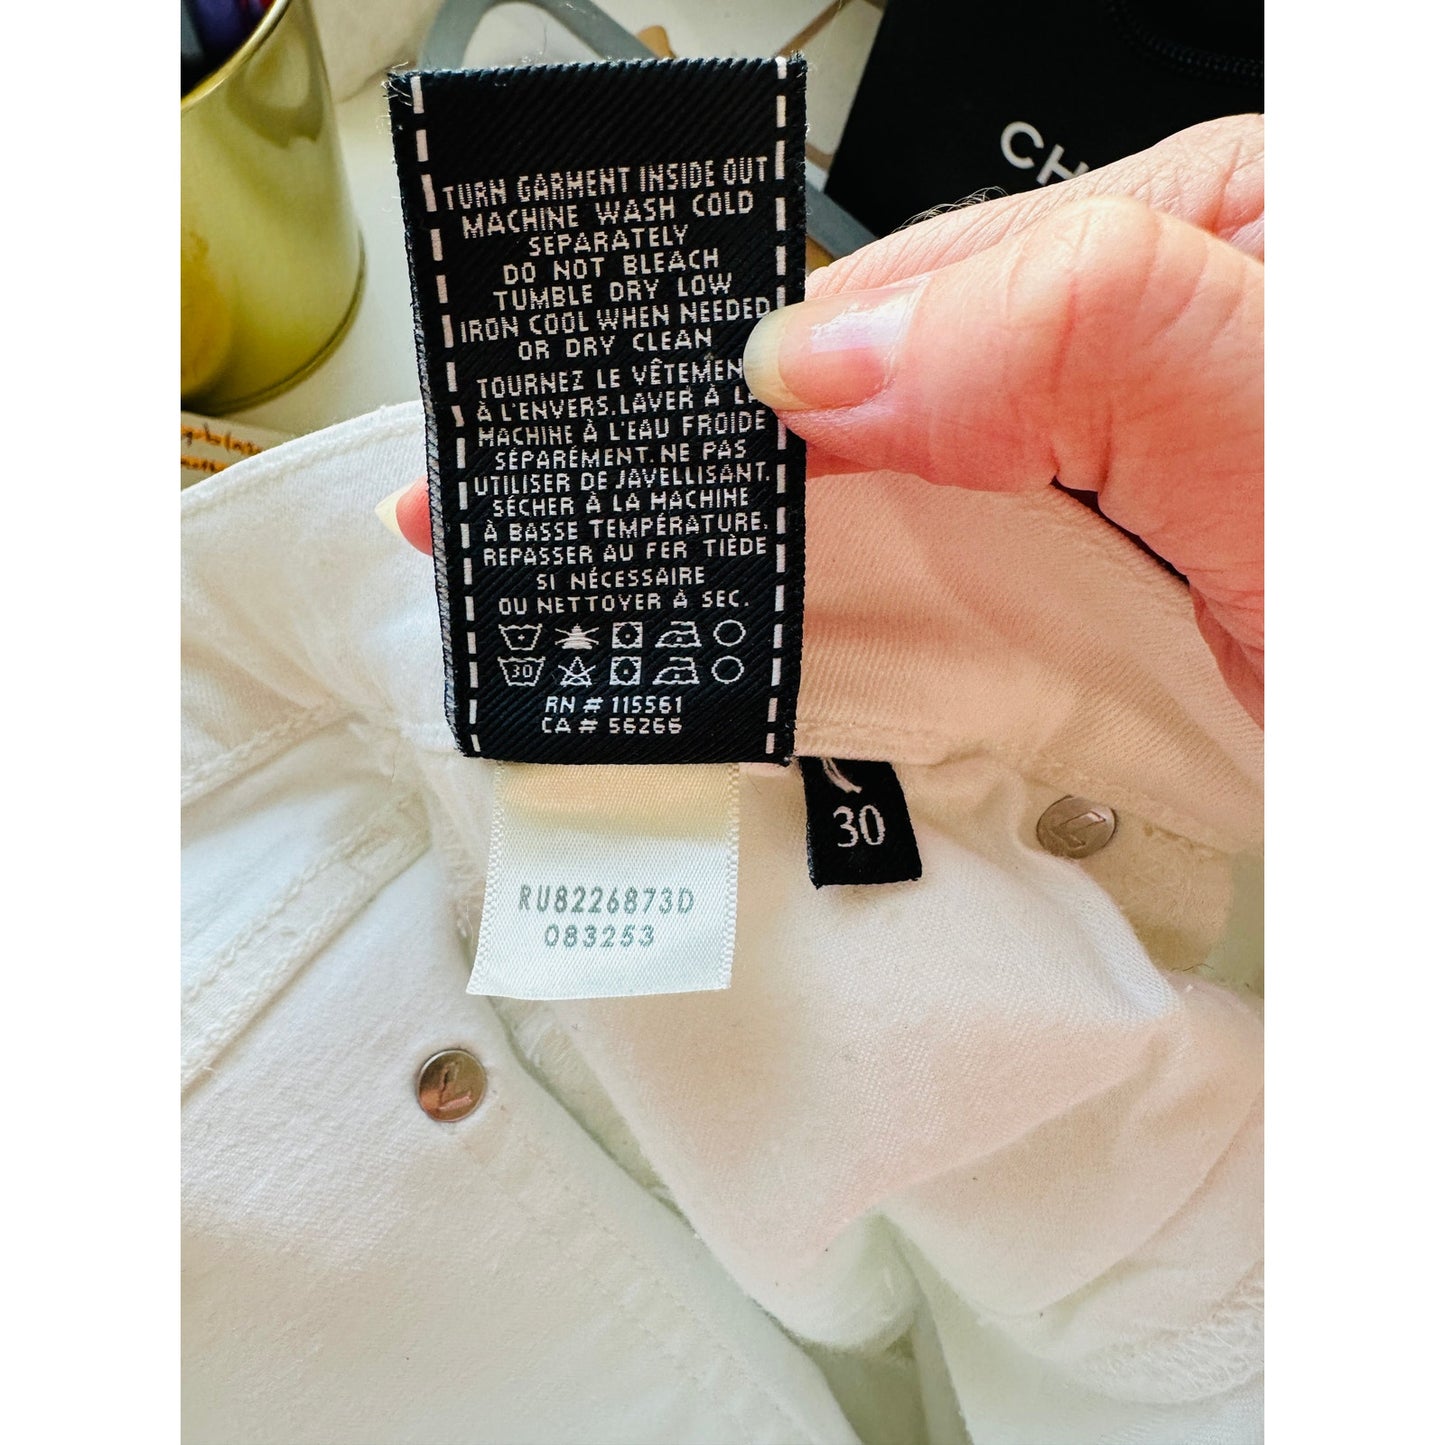 TURN GARMENT INSIDE OUT
MACHINE WASH COLD
SEPARATELY
DO NOT BLEACH
TUMBLE DRY LOW
IRON COOL WHEN NEEDED
OR DRY CLEAN
TOURNEZ LE VÊTEMEN
À L'ENVERS. LAVER À LA
MACHINE À L'EAU FROIDE
SÉPARÉMENT. NE PAS
UTILISER DE JAVELLISANT.
SÉCHER À LA MACHINE
À BASSE TEMPÉRATURE.
REPASSER AU FER TIÈDE
SI NÉCESSAIRE
OU NETTOYER À SEC.
30
RN # 115561
CA # 56266
30
RU8226873D
083253
CH
L
L